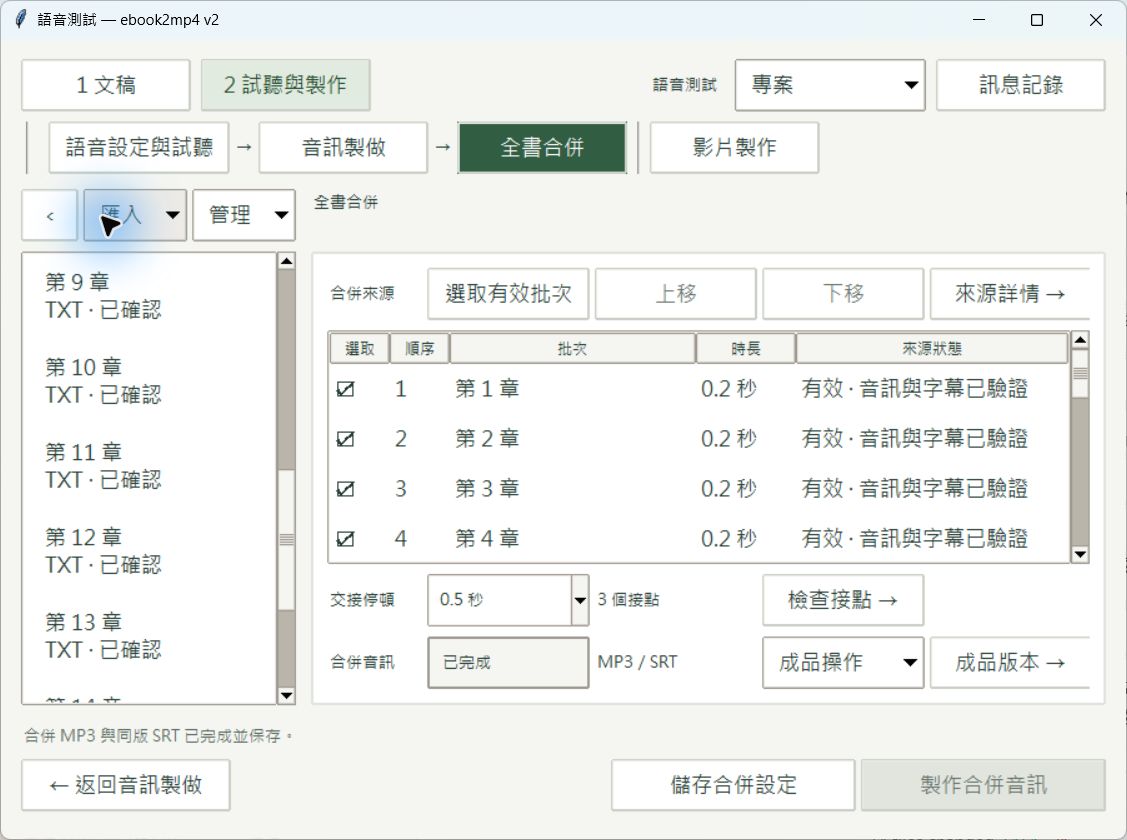 語音測試 — ebook2mp4 v2
1 文稿
2 試聽與製作
語音測試
專案
訊息記錄
語音設定與試聽
→
音訊製做
→
全書合併
影片製作
<
匯入
管理
全書合併
第 9 章
TXT · 已確認
第 10 章
TXT · 已確認
第 11 章
TXT · 已確認
第 12 章
TXT · 已確認
第 13 章
TXT · 已確認
第 14 章
合併來源
選取有效批次
上移
下移
來源詳情 →
選取 順序 批次 時長 來源狀態
1 第 1 章 0.2 秒 有效 · 音訊與字幕已驗證
2 第 2 章 0.2 秒 有效 · 音訊與字幕已驗證
3 第 3 章 0.2 秒 有效 · 音訊與字幕已驗證
4 第 4 章 0.2 秒 有效 · 音訊與字幕已驗證
交接停頓
0.5 秒
3 個接點
檢查接點 →
合併音訊
已完成
MP3 / SRT
成品操作
成品版本 →
合併 MP3 與同版 SRT 已完成並保存。
← 返回音訊製做
儲存合併設定
製作合併音訊